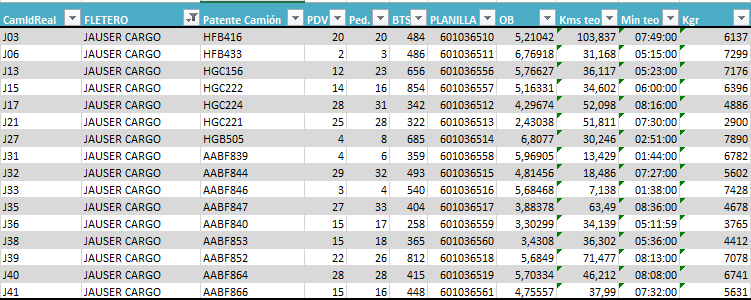 CamIdReal FLETERO Patente Camión PDV Ped. BTS PLANILLA OB Kms teo Min teo Kgr
J03 JAUSER CARGO HFB416 20 20 484 601036510 5,21042 103,837 07:49:00 6137
J06 JAUSER CARGO HFB433 2 3 486 601036511 6,76918 31,168 05:15:00 7299
J13 JAUSER CARGO HGC156 12 23 656 601036556 5,76627 36,117 05:23:00 7176
J15 JAUSER CARGO HGC222 14 16 854 601036557 5,16331 34,602 06:00:00 6396
J17 JAUSER CARGO HGC224 28 31 342 601036512 4,29674 52,098 08:16:00 4886
J21 JAUSER CARGO HGC221 25 28 322 601036513 2,43038 51,811 07:30:00 2900
J27 JAUSER CARGO HGB505 4 8 685 601036514 6,8077 30,246 02:51:00 7890
J31 JAUSER CARGO AABF839 4 6 359 601036558 5,96905 13,429 01:44:00 6782
J32 JAUSER CARGO AABF844 29 32 493 601036515 4,81456 18,486 07:27:00 5602
J33 JAUSER CARGO AABF846 3 4 540 601036516 5,68468 7,138 01:38:00 7428
J35 JAUSER CARGO AABF847 27 33 404 601036517 3,88378 63,49 08:36:00 4678
J36 JAUSER CARGO AABF840 15 17 258 601036559 3,30299 34,139 05:11:59 3765
J38 JAUSER CARGO AABF853 15 18 365 601036560 3,4308 36,302 05:36:00 4412
J39 JAUSER CARGO AABF852 22 26 812 601036518 5,6849 71,477 08:13:00 7078
J40 JAUSER CARGO AABF864 28 28 415 601036519 5,70334 46,212 08:08:00 6741
J41 JAUSER CARGO AABF866 15 16 448 601036561 4,75557 37,99 07:32:00 5631